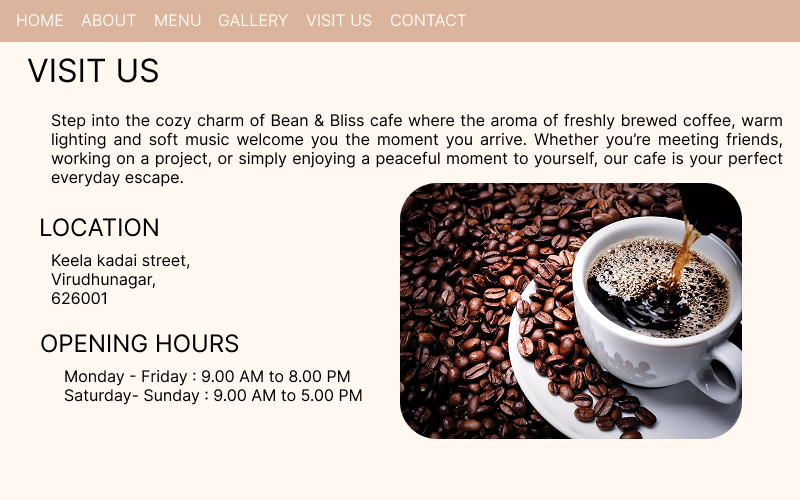 HOME ABOUT MENU GALLERY VISIT US CONTACT
VISIT US
Step into the cozy charm of Bean & Bliss cafe where the aroma of freshly brewed coffee, warm
lighting and soft music welcome you the moment you arrive. Whether you’re meeting friends,
working on a project, or simply enjoying a peaceful moment to yourself, our cafe is your perfect
everyday escape.
LOCATION
Keela kadai street,
Virudhunagar,
626001
OPENING HOURS
Monday - Friday : 9.00 AM to 8.00 PM
Saturday- Sunday : 9.00 AM to 5.00 PM